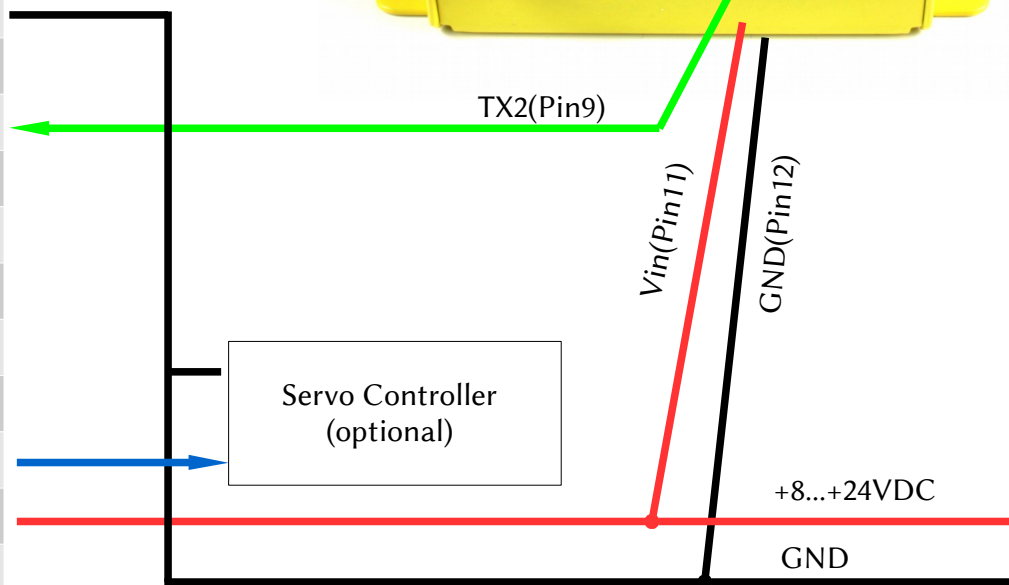 TX2(Pin9)
Vin(Pin11)
GND(Pin12)
Servo Controller
(optional)
+8...+24VDC
GND